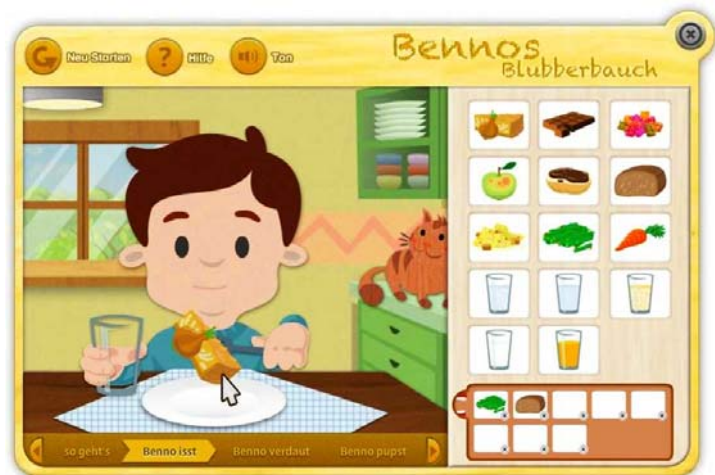 Neu Starten
Hilfe
Ton
Bennos
Blubberbauch
so geht's
Benno isst
Benno verdaut
Benno pupst